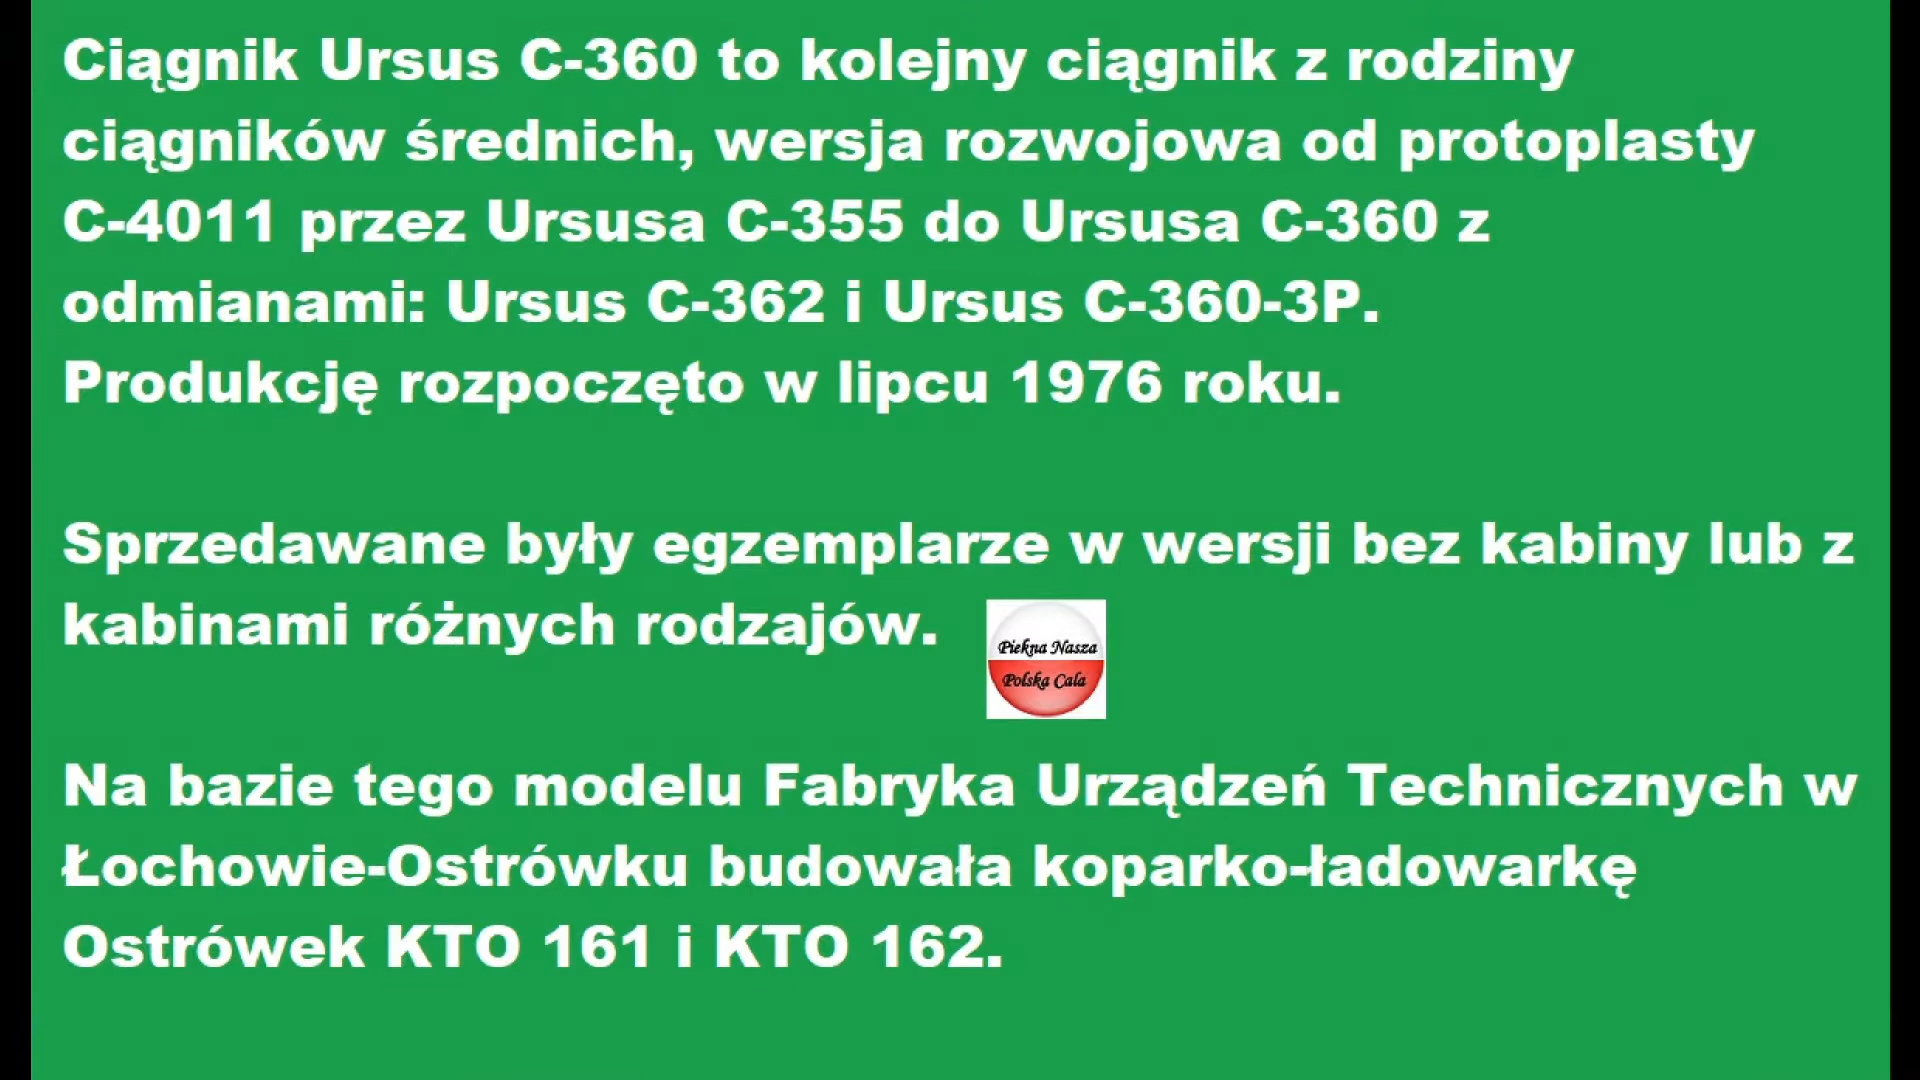 Ciągnik Ursus C-360 to kolejny ciągnik z rodziny
ciągników średnich, wersja rozwojowa od protoplasty
C-4011 przez Ursusa C-355 do Ursusa C-360 z
odmianami: Ursus C-362 i Ursus C-360-3P.
Produkcję rozpoczęto w lipcu 1976 roku.
Sprzedawane były egzemplarze w wersji bez kabiny lub z
kabinami różnych rodzajów.
Piekna Nasza
Polska Cala
Na bazie tego modelu Fabryka Urządzeń Technicznych w
Łochowie-Ostrówku budowała koparko-ładowarkę
Ostrówek KTO 161 i KTO 162.